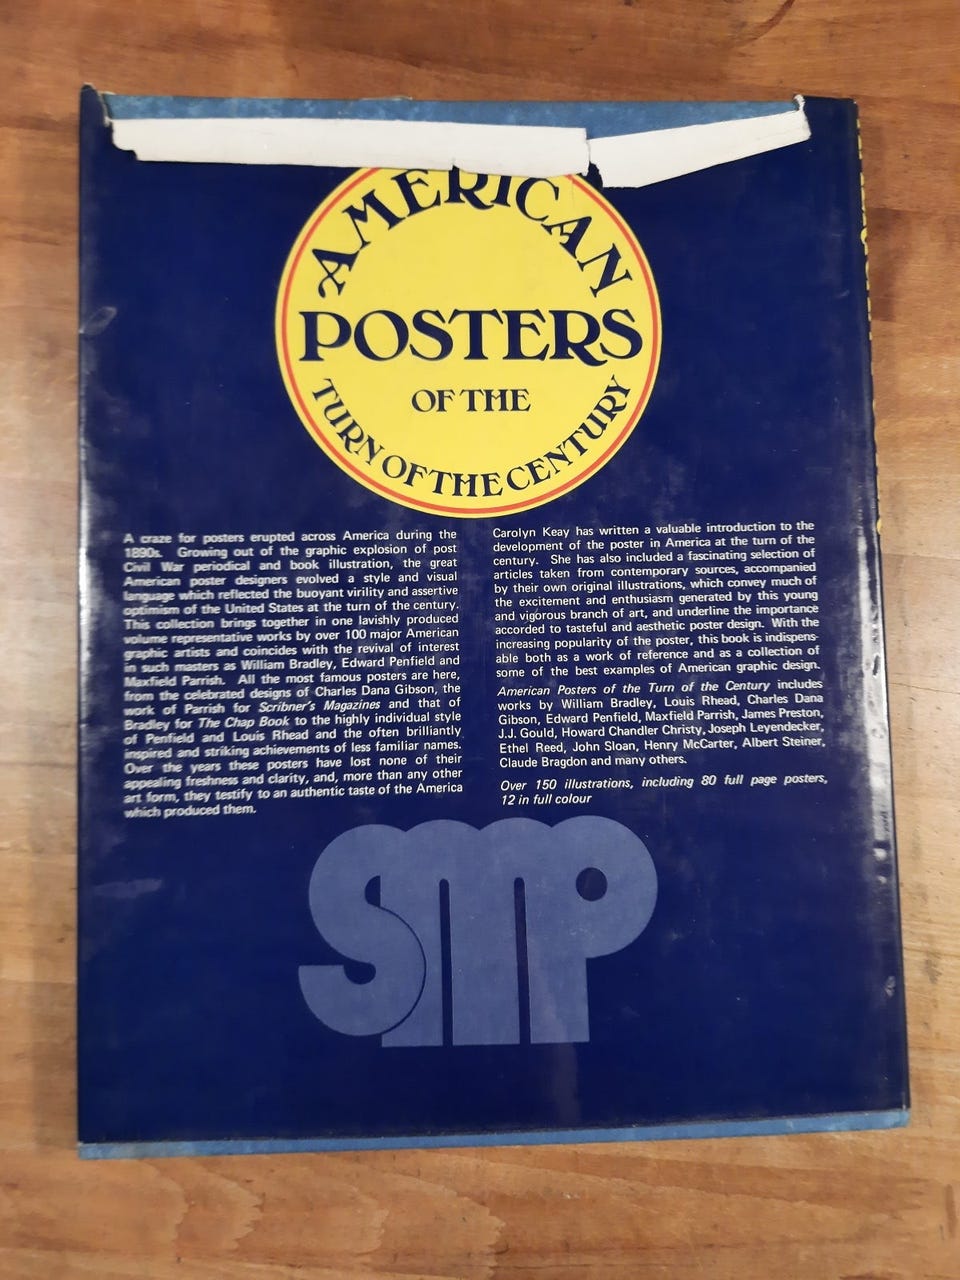 AMERICAN
POSTERS
OF THE
TURN OF THE CENTURY
A craze for posters erupted across America during the
1890s. Growing out of the graphic explosion of post
Civil War periodical and book illustration, the great
American poster designers evolved a style and visual
language which reflected the buoyant virility and assertive
optimism of the United States at the turn of the century.
This collection brings together in one lavishly produced
volume representative works by over 100 major American
graphic artists and coincides with the revival of interest
in such masters as William Bradley, Edward Penfield and
Maxfield Parrish. All the most famous posters are here,
from the celebrated designs of Charles Dana Gibson, the
work of Parrish for Scribner's Magazines and that of
Bradley for The Chap Book to the highly individual style
of Penfield and Louis Rhead and the often brilliantly
inspired and striking achievements of less familiar names.
Over the years these posters have lost none of their
appealing freshness and clarity, and, more than any other
art form, they testify to an authentic taste of the America
which produced them.
Carolyn Keay has written a valuable introduction to the
development of the poster in America at the turn of the
century. She has also included a fascinating selection of
articles taken from contemporary sources, accompanied
by their own original illustrations, which convey much of
the excitement and enthusiasm generated by this young
and vigorous branch of art, and underline the importance
accorded to tasteful and aesthetic poster design. With the
increasing popularity of the poster, this book is indispens-
able both as a work of reference and as a collection of
some of the best examples of American graphic design.
American Posters of the Turn of the Century includes
works by William Bradley, Louis Rhead, Charles Dana
Gibson, Edward Penfield, Maxfield Parrish, James Preston,
J.J. Gould, Howard Chandler Christy, Joseph Leyendecker,
Ethel Reed, John Sloan, Henry McCarter, Albert Steiner,
Claude Bragdon and many others.
Over 150 illustrations, including 80 full page posters,
12 in full colour
SMP